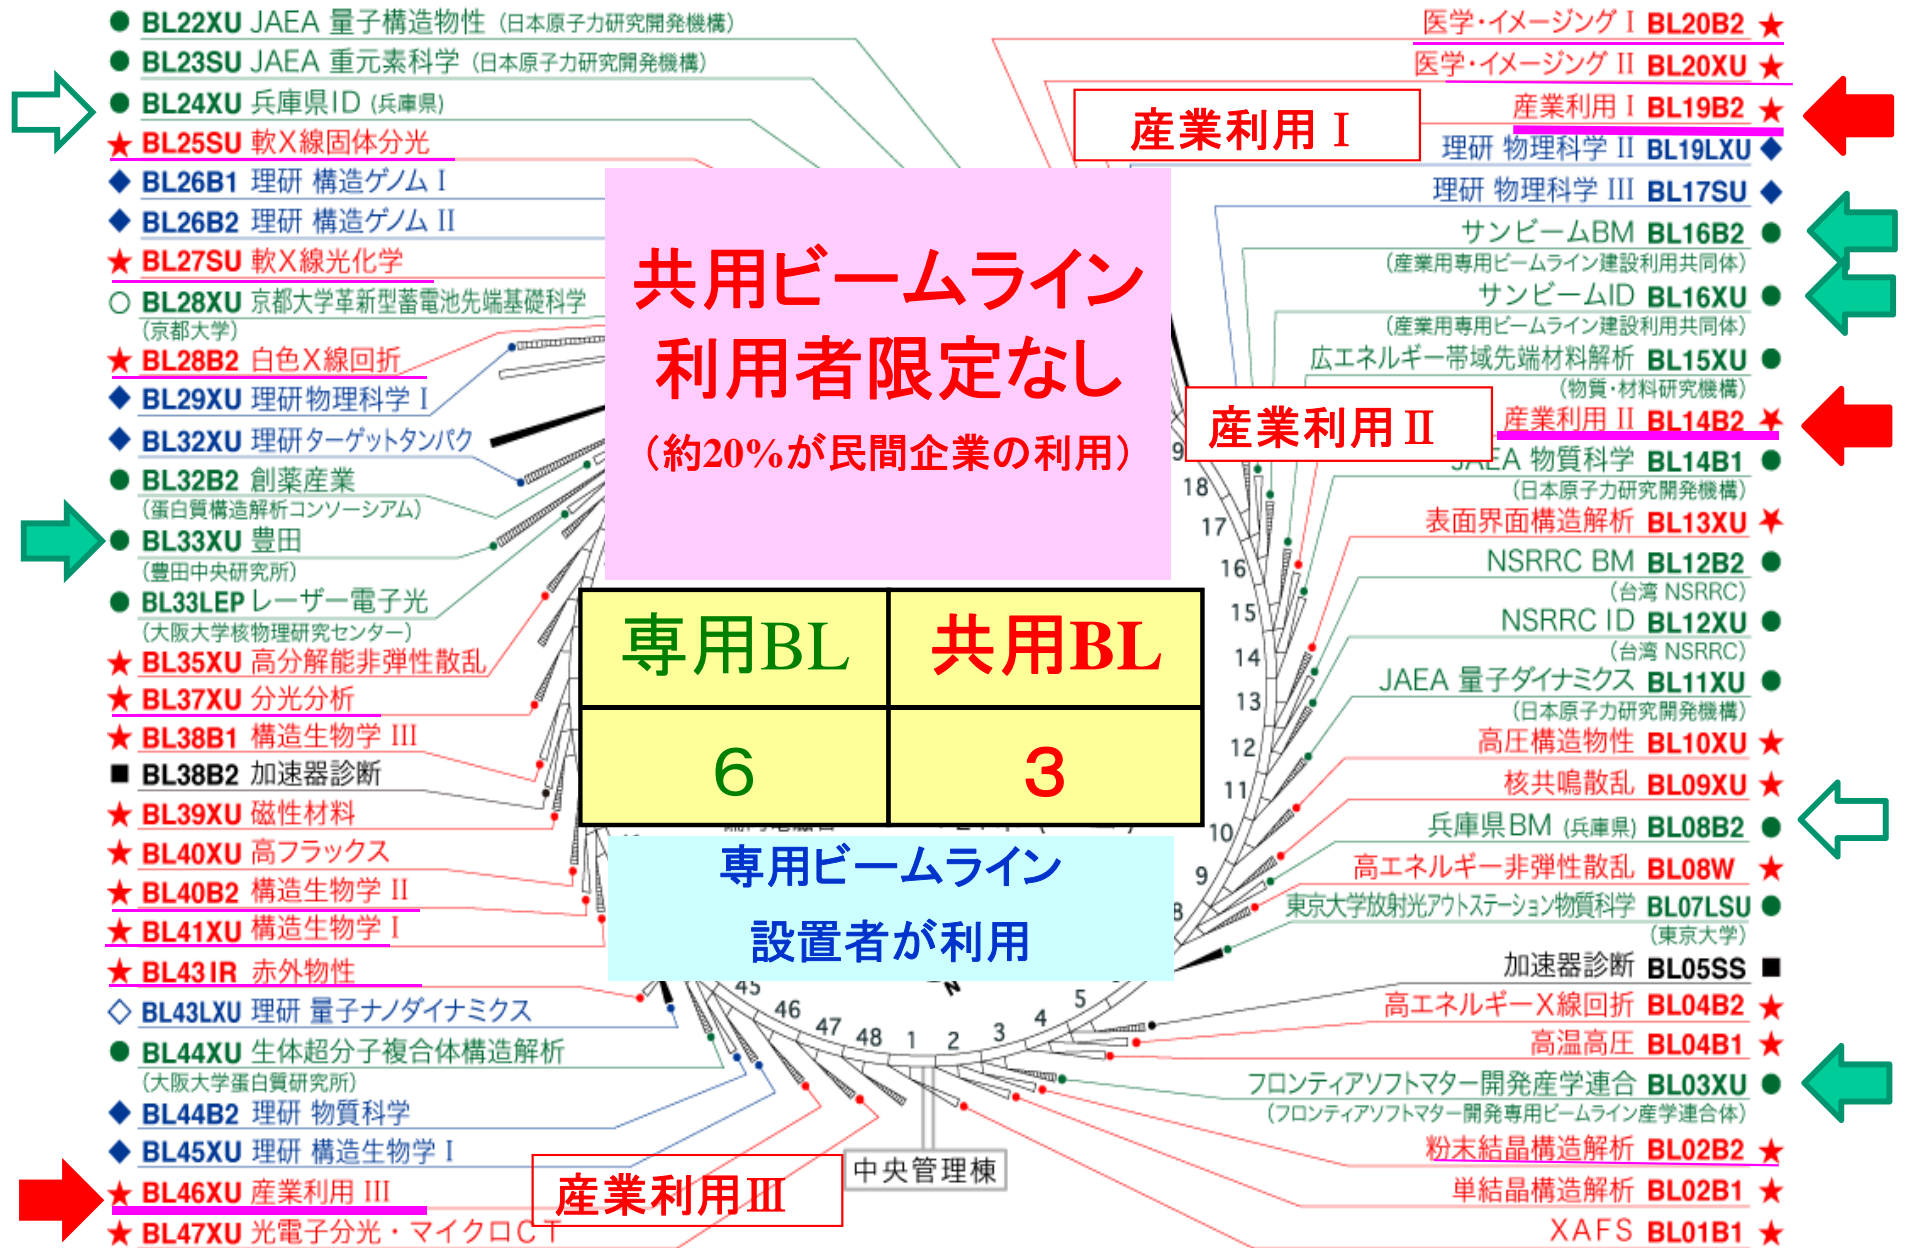 ● BL22XU JAEA 量子構造物性 (日本原子力研究開発機構)
● BL23SU JAEA 重元素科学 (日本原子力研究開発機構)
● BL24XU 兵庫県ID (兵庫県)
★ BL25SU 軟X線固体分光
◆ BL26B1 理研 構造ゲノム I
◆ BL26B2 理研 構造ゲノム II
★ BL27SU 軟X線光化学
○ BL28XU 京都大学革新型蓄電池先端基礎科学
(京都大学)
★ BL28B2 白色X線回折
◆ BL29XU 理研物理科学 I
◆ BL32XU 理研ターゲットタンパク
● BL32B2 創薬産業
(蛋白質構造解析コンソーシアム)
● BL33XU 豊田
(豊田中央研究所)
● BL33LEP レーザー電子光
(大阪大学核物理研究センター)
★ BL35XU 高分解能非弾性散乱
★ BL37XU 分光分析
★ BL38B1 構造生物学 III
■ BL38B2 加速器診断
★ BL39XU 磁性材料
★ BL40XU 高フラックス
★ BL40B2 構造生物学 II
★ BL41XU 構造生物学 I
★ BL43IR 赤外物性
◇ BL43LXU 理研 量子ナノダイナミクス
● BL44XU 生体超分子複合体構造解析
(大阪大学蛋白質研究所)
◆ BL44B2 理研 物質科学
◆ BL45XU 理研 構造生物学 I
★ BL46XU 産業利用 III
★ BL47XU 光電子分光・マイクロCT
共用ビームライン
利用者限定なし
(約20%が民間企業の利用)
専用BL 共用BL
6 3
専用ビームライン
設置者が利用
産業利用 I
産業利用 II
産業利用III
中央管理棟
18
17
16
15
14
13
12
11
10
9
8
5
4
3
2
1
48
47
46
45
医学・イメージング I BL20B2 ★
医学・イメージング II BL20XU ★
産業利用 I BL19B2 ★
理研 物理科学 II BL19LXU ◆
理研 物理科学 III BL17SU ◆
サンビームBM BL16B2 ●
(産業用専用ビームライン建設利用共同体)
サンビームID BL16XU ●
(産業用専用ビームライン建設利用共同体)
広エネルギー帯域先端材料解析 BL15XU ●
(物質・材料研究機構)
産業利用 II BL14B2 ★
JAEA 物質科学 BL14B1 ●
(日本原子力研究開発機構)
表面界面構造解析 BL13XU ★
NSRRC BM BL12B2 ●
(台湾 NSRRC)
NSRRC ID BL12XU ●
(台湾 NSRRC)
JAEA 量子ダイナミクス BL11XU ●
(日本原子力研究開発機構)
高圧構造物性 BL10XU ★
核共鳴散乱 BL09XU ★
兵庫県BM (兵庫県) BL08B2 ●
高エネルギー非弾性散乱 BL08W ★
東京大学放射光アウトステーション物質科学 BL07LSU ●
(東京大学)
加速器診断 BL05SS ■
高エネルギーX線回折 BL04B2 ★
高温高圧 BL04B1 ★
フロンティアソフトマター開発産学連合 BL03XU ●
(フロンティアソフトマター開発専用ビームライン産学連合体)
粉末結晶構造解析 BL02B2 ★
単結晶構造解析 BL02B1 ★
XAFS BL01B1 ★